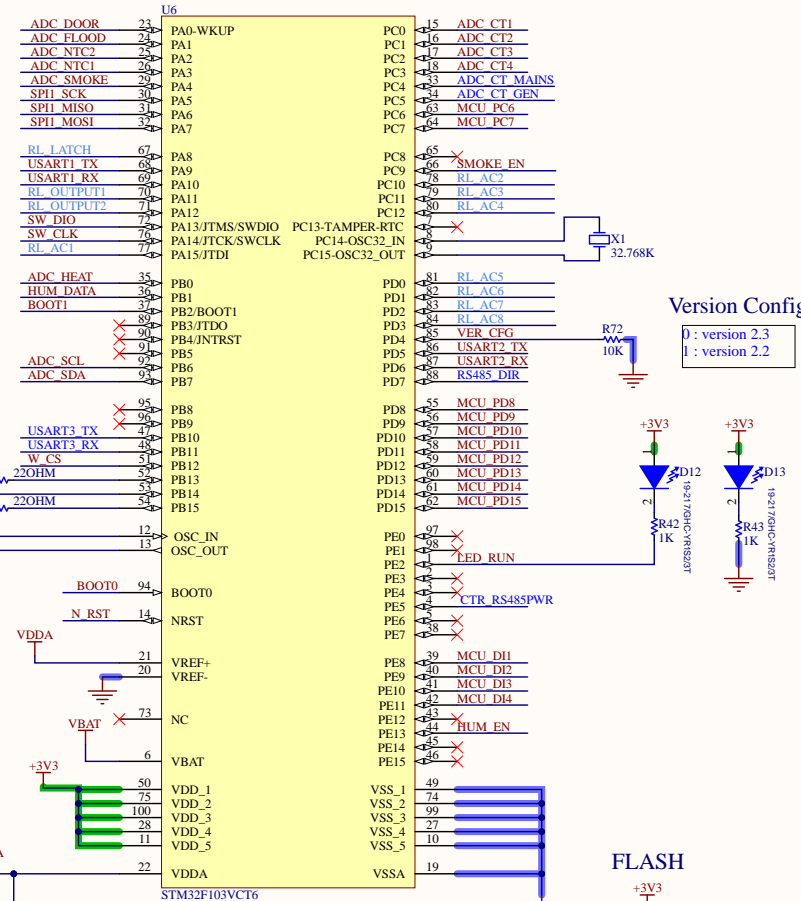 U6
ADC_DOOR 23 PA0-WKUP PC0 15 ADC_CT1
ADC_FLOOD 24 PA1 PC1 16 ADC_CT2
ADC_NTC2 25 PA2 PC2 17 ADC_CT3
ADC_NTC1 26 PA3 PC3 18 ADC_CT4
ADC_SMOKE 29 PA4 PC4 33 ADC_CT_MAINS
SPI1_SCK 30 PA5 PC5 34 ADC_CT_GEN
SPI1_MISO 31 PA6 PC6 63 MCU_PC6
SPI1_MOSI 32 PA7 PC7 64 MCU_PC7
RL_LATCH 67 PA8 PC8 65
USART1_TX 68 PA9 PC9 66 SMOKE_EN
USART1_RX 69 PA10 PC10 78 RL_AC2
RL_OUTPUT1 70 PA11 PC11 79 RL_AC3
RL_OUTPUT2 71 PA12 PC12 80 RL_AC4
SW_DIO 72 PA13/JTMS/SWDIO PC13-TAMPER-RTC 7
SW_CLK 76 PA14/JTCK/SWCLK PC14-OSC32_IN 8 X1
RL_AC1 77 PA15/JTDI PC15-OSC32_OUT 9 32.768K
ADC_HEAT 35 PB0 PD0 81 RL_AC5
HUM_DATA 36 PB1 PD1 82 RL_AC6
BOOT1 37 PB2/BOOT1 PD2 83 RL_AC7
89 PB3/JTDO PD3 84 RL_AC8
90 PB4/JNTRST PD4 85 VER_CFG
91 PB5 PD5 86 USART2_TX
ADC_SCL 92 PB6 PD6 87 USART2_RX
ADC_SDA 93 PB7 PD7 88 RS485_DIR
R72
10K
Version Config
0 : version 2.3
1 : version 2.2
95 PB8 PD8 55 MCU_PD8
96 PB9 PD9 56 MCU_PD9
USART3_TX 47 PB10 PD10 57 MCU_PD10
USART3_RX 48 PB11 PD11 58 MCU_PD11
W_CS 51 PB12 PD12 59 MCU_PD12
22OHM 52 PB13 PD13 60 MCU_PD13
53 PB14 PD14 61 MCU_PD14
22OHM 54 PB15 PD15 62 MCU_PD15
12 OSC_IN PE0 97
13 OSC_OUT PE1 98
PE2 1 LED_RUN
PE3 2
BOOT0 94 BOOT0 PE4 3
PE5 4 CTR_RS485PWR
N_RST 14 NRST PE6 5
PE7 38
+3V3 +3V3
1 1
D12 D13
2 2
19-217/GHC-YR1S2/3T
19-217/GHC-YR1S2/3T
R42 R43
1K 1K
VDDA
21 VREF+ PE8 39 MCU_DI1
20 VREF- PE9 40 MCU_DI2
PE10 41 MCU_DI3
PE11 42 MCU_DI4
73 NC PE12 43
PE13 44 HUM_EN
VBAT
PE14 45
6 VBAT PE15 46
+3V3
50 VDD_1 VSS_1 49
75 VDD_2 VSS_2 74
100 VDD_3 VSS_3 99
28 VDD_4 VSS_4 27
11 VDD_5 VSS_5 10
22 VDDA VSSA 19
STM32F103VCT6
FLASH
+3V3